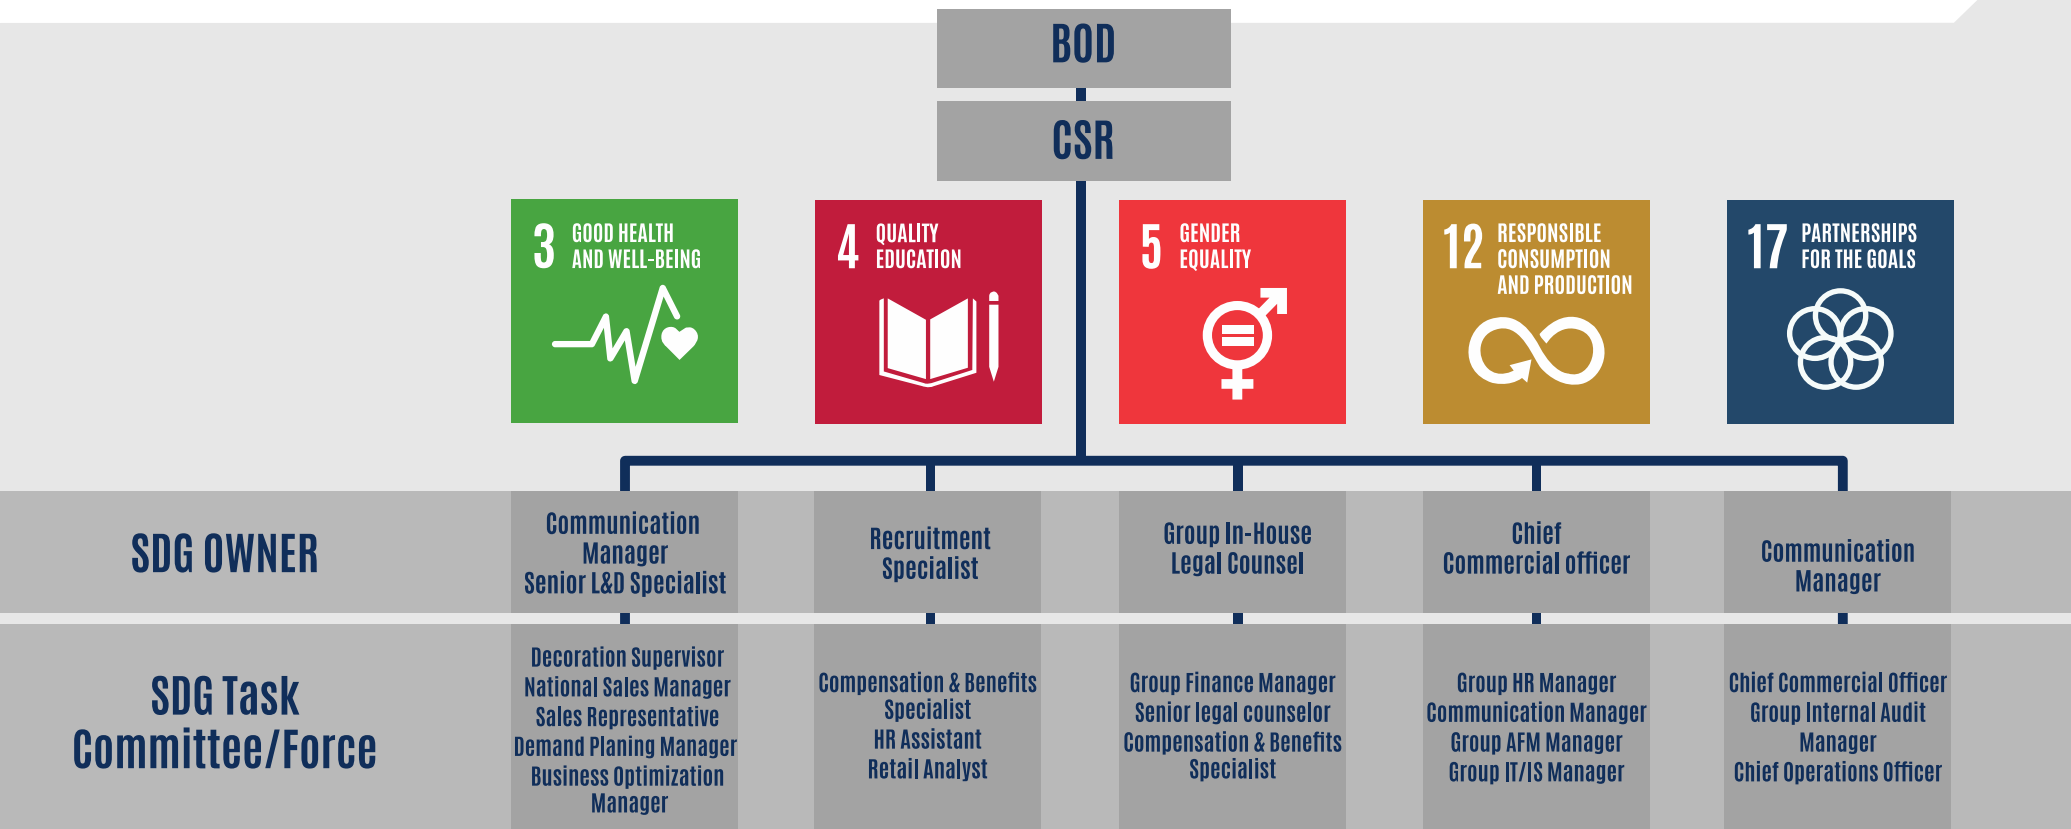 BOD
CSR
3 GOOD HEALTH
AND WELL-BEING
4 QUALITY
EDUCATION
5 GENDER
EQUALITY
12 RESPONSIBLE
CONSUMPTION
AND PRODUCTION
17 PARTNERSHIPS
FOR THE GOALS
SDG OWNER
Communication
Manager
Senior L&D Specialist
Recruitment
Specialist
Group In-House
Legal Counsel
Chief
Commercial officer
Communication
Manager
SDG Task
Committee/Force
Decoration Supervisor
National Sales Manager
Sales Representative
Demand Planing Manager
Business Optimization
Manager
Compensation & Benefits
Specialist
HR Assistant
Retail Analyst
Group Finance Manager
Senior legal counselor
Compensation & Benefits
Specialist
Group HR Manager
Communication Manager
Group AFM Manager
Group IT/IS Manager
Chief Commercial Officer
Group Internal Audit
Manager
Chief Operations Officer